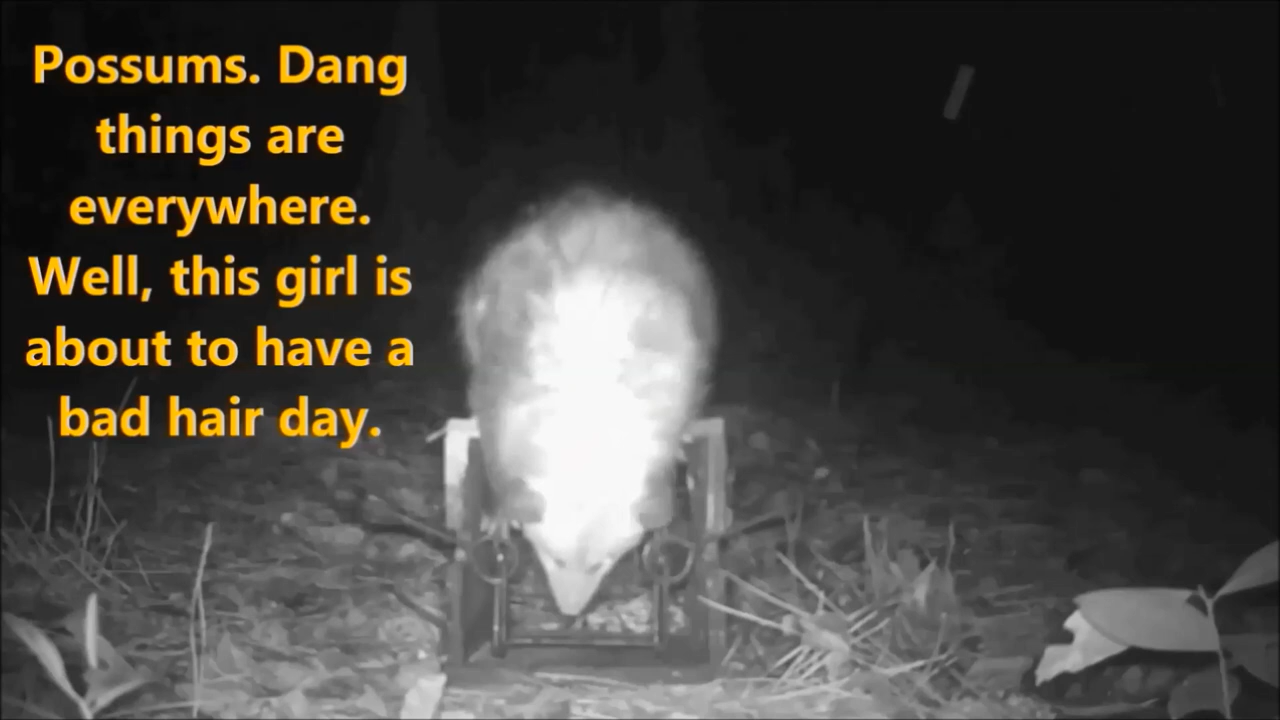 Possums. Dang
things are
everywhere.
Well, this girl is
about to have a
bad hair day.